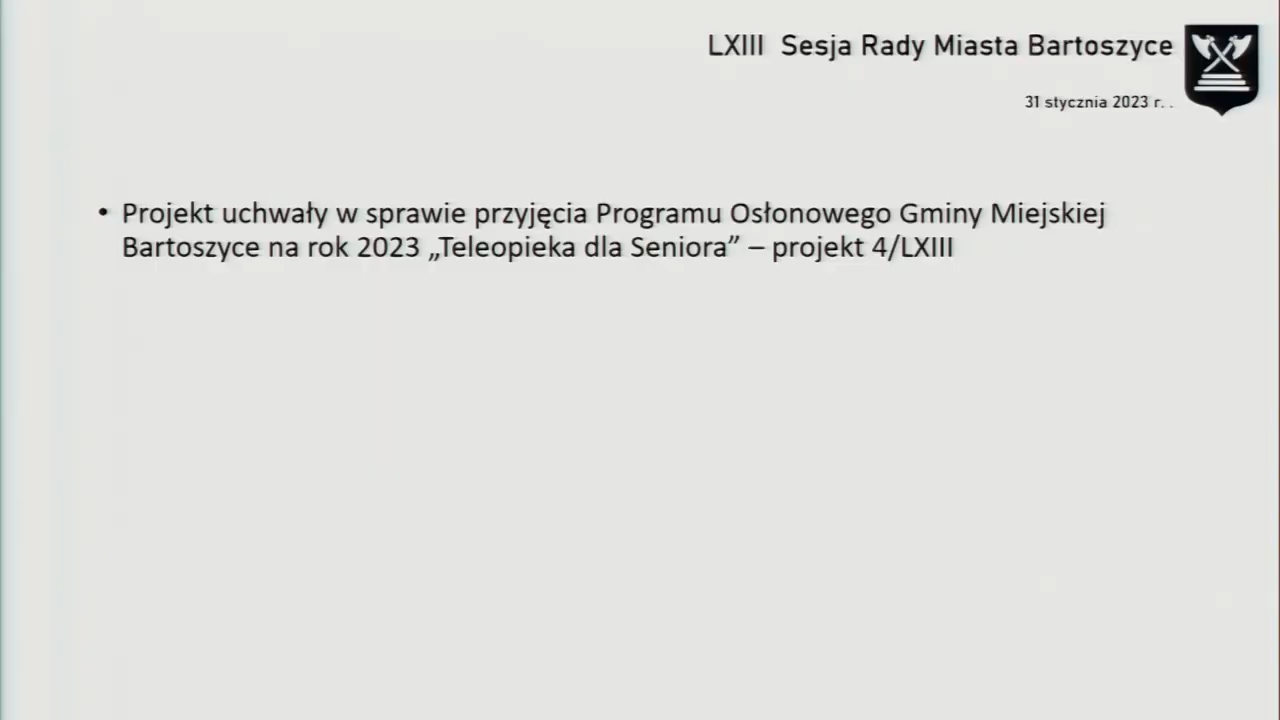 LXIII Sesja Rady Miasta Bartoszyce
31 stycznia 2023 r. .
• Projekt uchwały w sprawie przyjęcia Programu Osłonowego Gminy Miejskiej
Bartoszyce na rok 2023 „Teleopieka dla Seniora” – projekt 4/LXIII